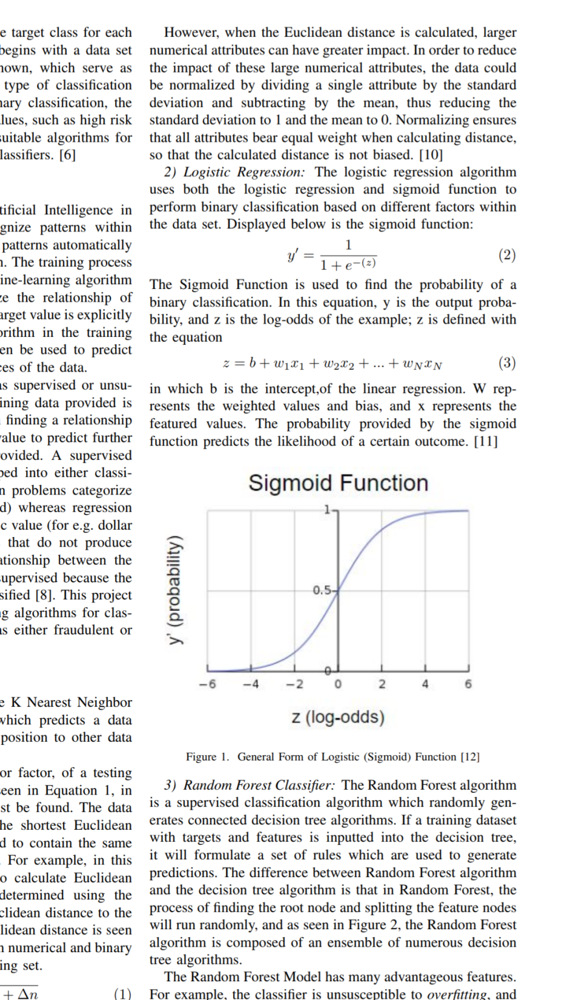 e target class for each
begins with a data set
nown, which serve as
type of classification
nary classification, the
alues, such as high risk
suitable algorithms for
lassifiers. [6]
tificial Intelligence in
gnize patterns within
patterns automatically
n. The training process
ine-learning algorithm
ze the relationship of
arget value is explicitly
orithm in the training
en be used to predict
ces of the data.
as supervised or unsu-
ining data provided is
finding a relationship
value to predict further
rovided. A supervised
ped into either classi-
n problems categorize
d) whereas regression
c value (for e.g. dollar
that do not produce
ationship between the
supervised because the
sified [8]. This project
ng algorithms for clas-
as either fraudulent or
e K Nearest Neighbor
which predicts a data
position to other data
or factor, of a testing
seen in Equation 1, in
st be found. The data
he shortest Euclidean
d to contain the same
. For example, in this
o calculate Euclidean
determined using the
clidean distance to the
lidean distance is seen
n numerical and binary
ing set.
+ Δn (1)
However, when the Euclidean distance is calculated, larger
numerical attributes can have greater impact. In order to reduce
the impact of these large numerical attributes, the data could
be normalized by dividing a single attribute by the standard
deviation and subtracting by the mean, thus reducing the
standard deviation to 1 and the mean to 0. Normalizing ensures
that all attributes bear equal weight when calculating distance,
so that the calculated distance is not biased. [10]
2) Logistic Regression: The logistic regression algorithm
uses both the logistic regression and sigmoid function to
perform binary classification based on different factors within
the data set. Displayed below is the sigmoid function:
y′ = 1 / (1 + e^−(z)) (2)
The Sigmoid Function is used to find the probability of a
binary classification. In this equation, y is the output proba-
bility, and z is the log-odds of the example; z is defined with
the equation
z = b + w₁x₁ + w₂x₂ + ... + w_N x_N (3)
in which b is the intercept,of the linear regression. W rep-
resents the weighted values and bias, and x represents the
featured values. The probability provided by the sigmoid
function predicts the likelihood of a certain outcome. [11]
Sigmoid Function
y' (probability)
1
0.5
0
−6 −4 −2 0 2 4 6
z (log-odds)
Figure 1. General Form of Logistic (Sigmoid) Function [12]
3) Random Forest Classifier: The Random Forest algorithm
is a supervised classification algorithm which randomly gen-
erates connected decision tree algorithms. If a training dataset
with targets and features is inputted into the decision tree,
it will formulate a set of rules which are used to generate
predictions. The difference between Random Forest algorithm
and the decision tree algorithm is that in Random Forest, the
process of finding the root node and splitting the feature nodes
will run randomly, and as seen in Figure 2, the Random Forest
algorithm is composed of an ensemble of numerous decision
tree algorithms.
The Random Forest Model has many advantageous features.
For example, the classifier is unsusceptible to overfitting, and